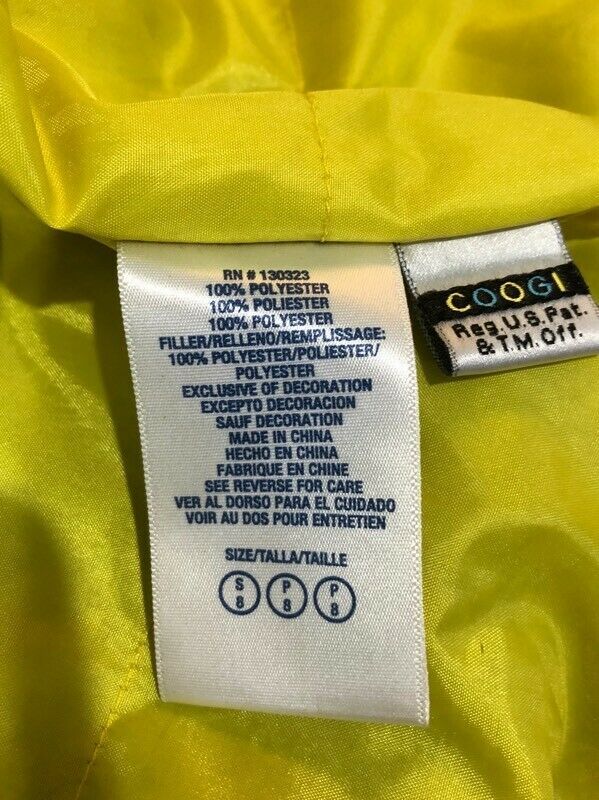 RN # 130323
100% POLYESTER
100% POLIESTER
100% POLYESTER
FILLER/RELLENO/REMPLISSAGE:
100% POLYESTER/POLIESTER/
POLYESTER
EXCLUSIVE OF DECORATION
EXCEPTO DECORACION
SAUF DECORATION
MADE IN CHINA
HECHO EN CHINA
FABRIQUE EN CHINE
SEE REVERSE FOR CARE
VER AL DORSO PARA EL CUIDADO
VOIR AU DOS POUR ENTRETIEN
SIZE/TALLA/TAILLE
S P P
8 8 8
COOGI
Reg. U.S. Pat.
& T.M. Off.